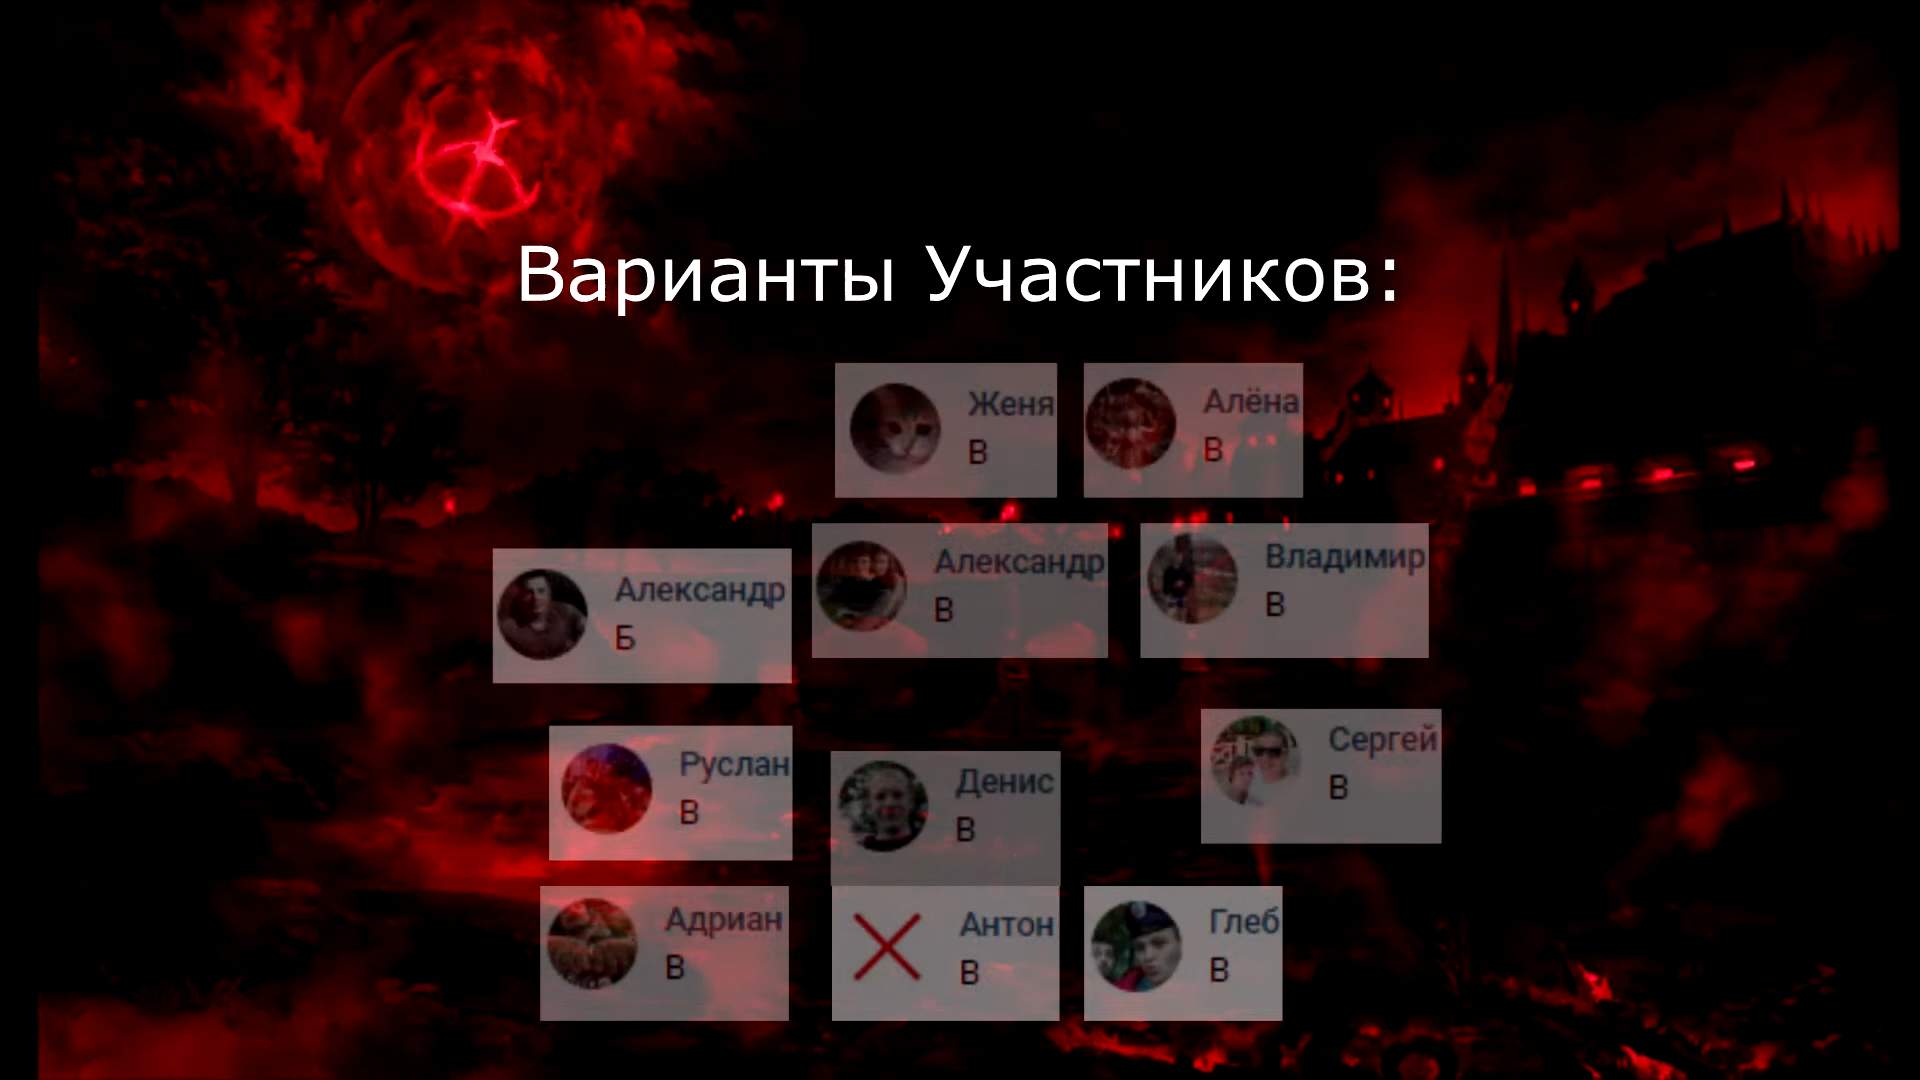 Варианты Участников:
Женя
В
Алёна
В
Александр
Б
Александр
В
Владимир
В
Руслан
В
Денис
В
Сергей
В
Адриан
В
Антон
В
Глеб
В